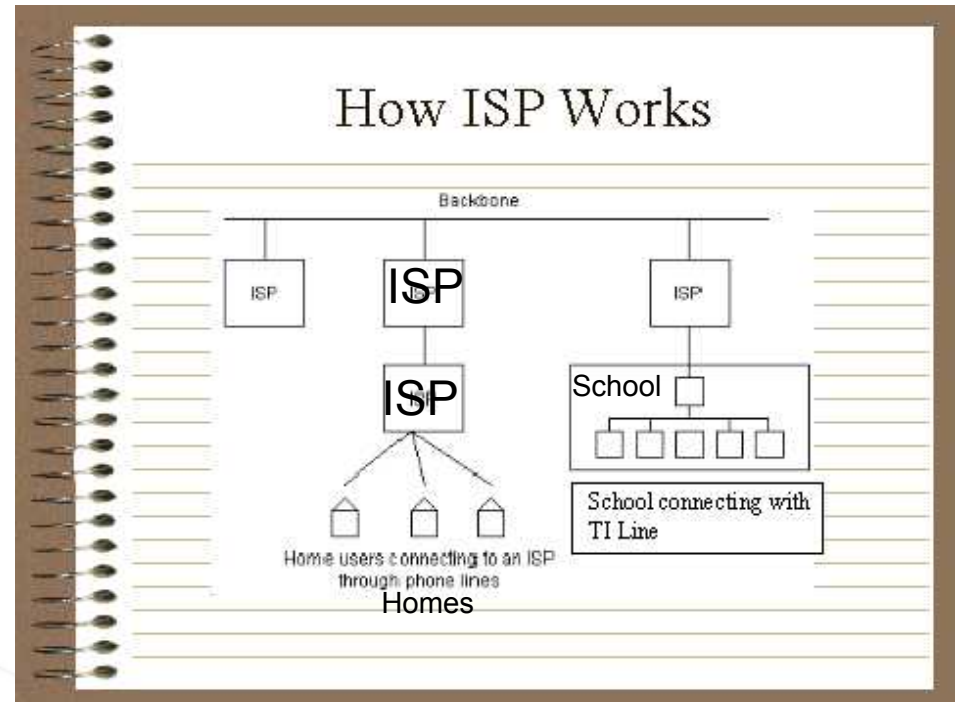 How ISP Works
Backbone
ISP
ISP
ISP
ISP
School
School connecting with
TI Line
Home users connecting to an ISP
through phone lines
Homes